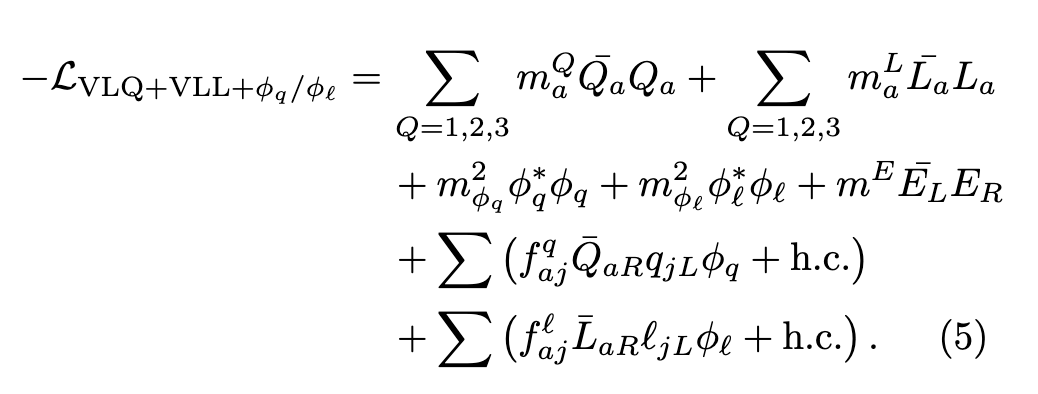 −ℒ_{VLQ+VLL+ϕ_q/ϕ_ℓ} = ∑_{Q=1,2,3} m_a^Q Q̄_a Q_a + ∑_{Q=1,2,3} m_a^L L̄_a L_a
+ m_{ϕ_q}^2 ϕ_q^* ϕ_q + m_{ϕ_ℓ}^2 ϕ_ℓ^* ϕ_ℓ + m^E Ē_L E_R
+ ∑ (f_{aj}^q Q̄_{aR} q_{jL} ϕ_q + h.c.)
+ ∑ (f_{aj}^ℓ L̄_{aR} ℓ_{jL} ϕ_ℓ + h.c.) . (5)